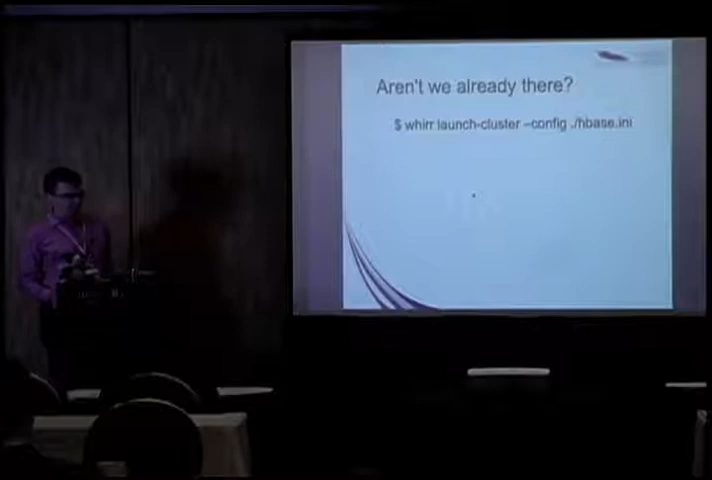 Aren't we already there?
$ whirr launch-cluster –config ./hbase.ini